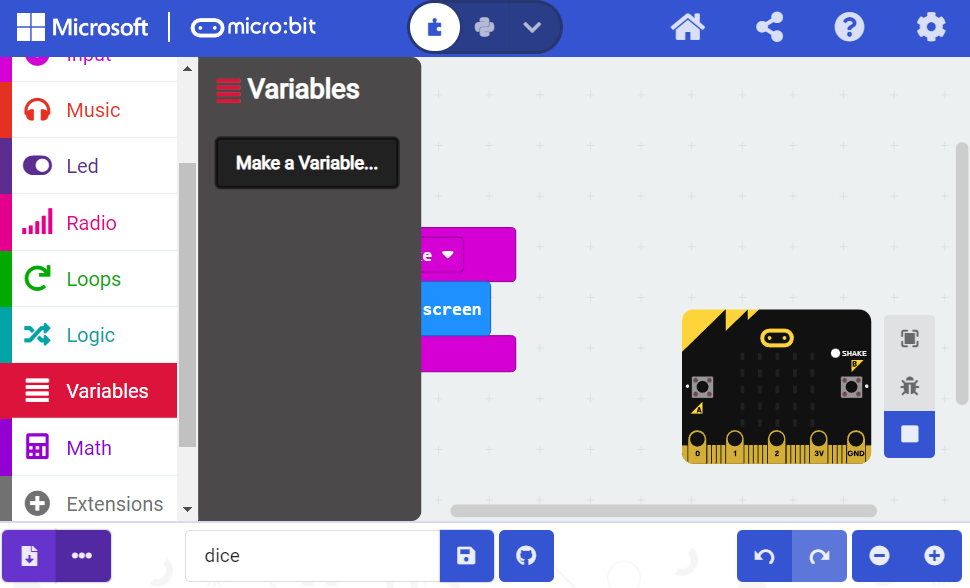 Microsoft
micro:bit
Input
Music
Led
Radio
Loops
Logic
Variables
Math
Extensions
Variables
Make a Variable...
e
screen
SHAKE
B
A
0 1 2 3V GND
dice